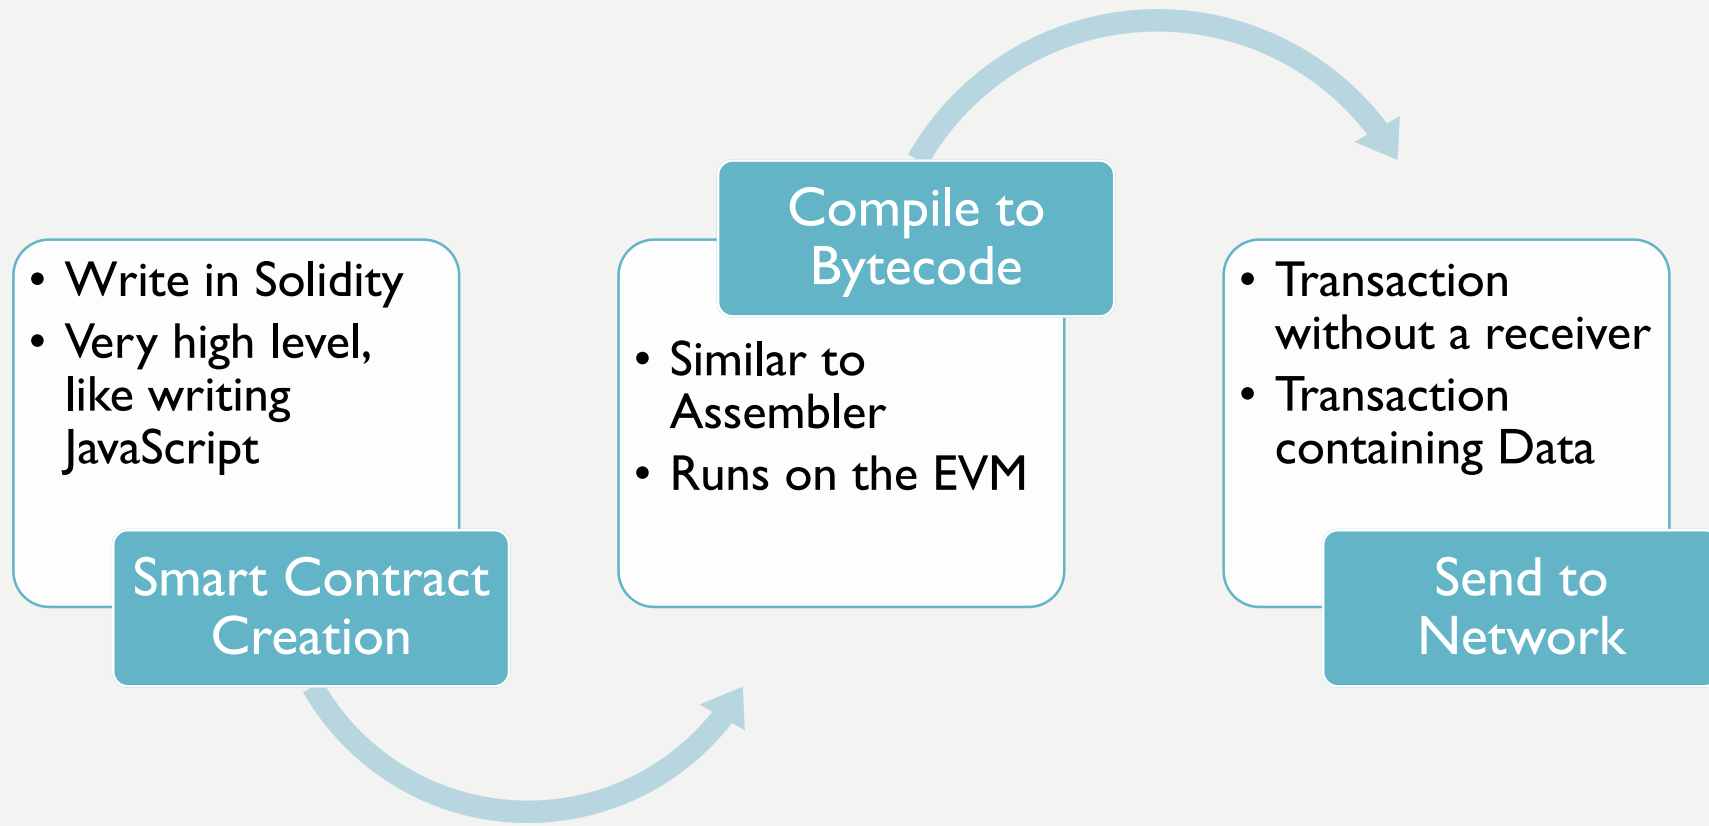 • Write in Solidity
• Very high level,
like writing
JavaScript
Smart Contract
Creation
Compile to
Bytecode
• Similar to
Assembler
• Runs on the EVM
• Transaction
without a receiver
• Transaction
containing Data
Send to
Network